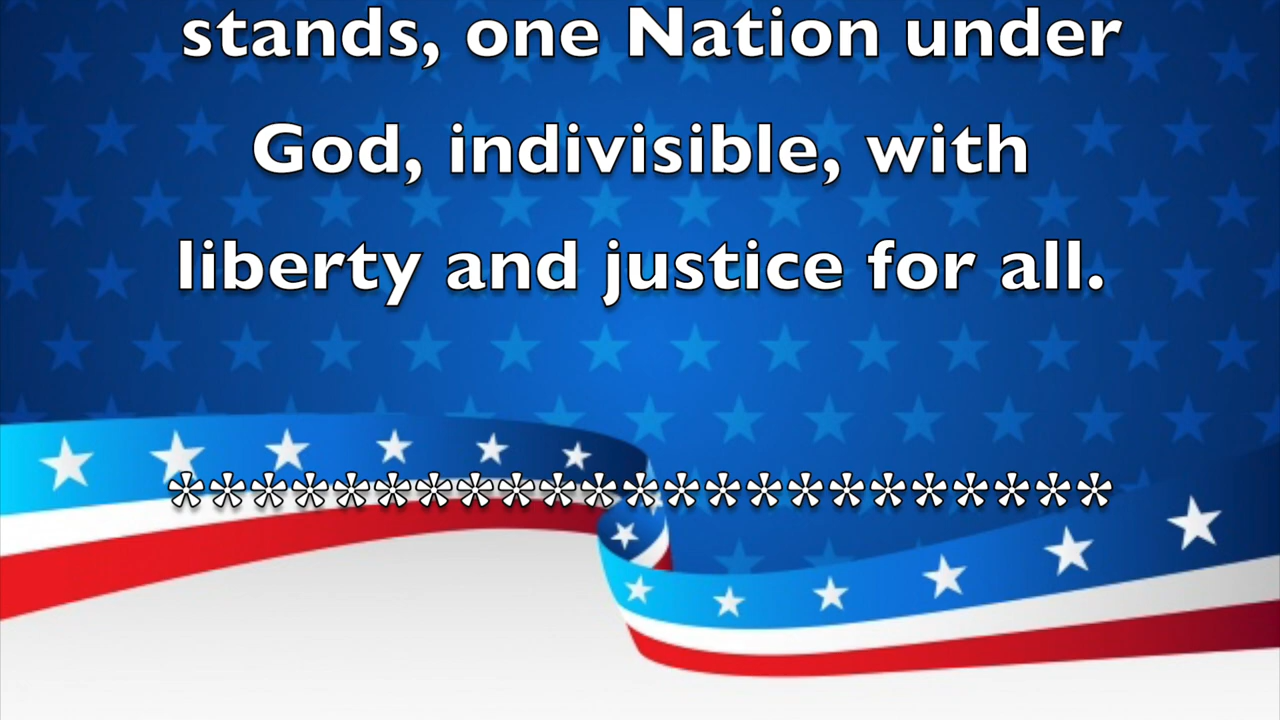 stands, one Nation under
God, indivisible, with
liberty and justice for all.
***********************